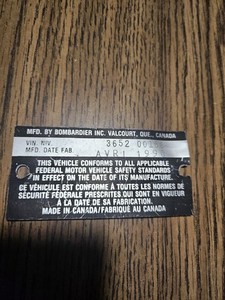 MFD. BY BOMBARDIER INC. VALCOURT, QUE., CANADA
VIN. NIV. 3652
MFD. DATE FAB. AVRI
THIS VEHICLE CONFORMS TO ALL APPLICABLE
FEDERAL MOTOR VEHICLE SAFETY STANDARDS
IN EFFECT ON THE DATE OF ITS MANUFACTURE.
CE VÉHICULE EST CONFORME À TOUTES LES NORMES DE
SÉCURITÉ FÉDÉRALE PRESCRITES QUI SONT EN VIGUEUR
À LA DATE DE SA FABRICATION.
MADE IN CANADA/FABRIQUÉ AU CANADA